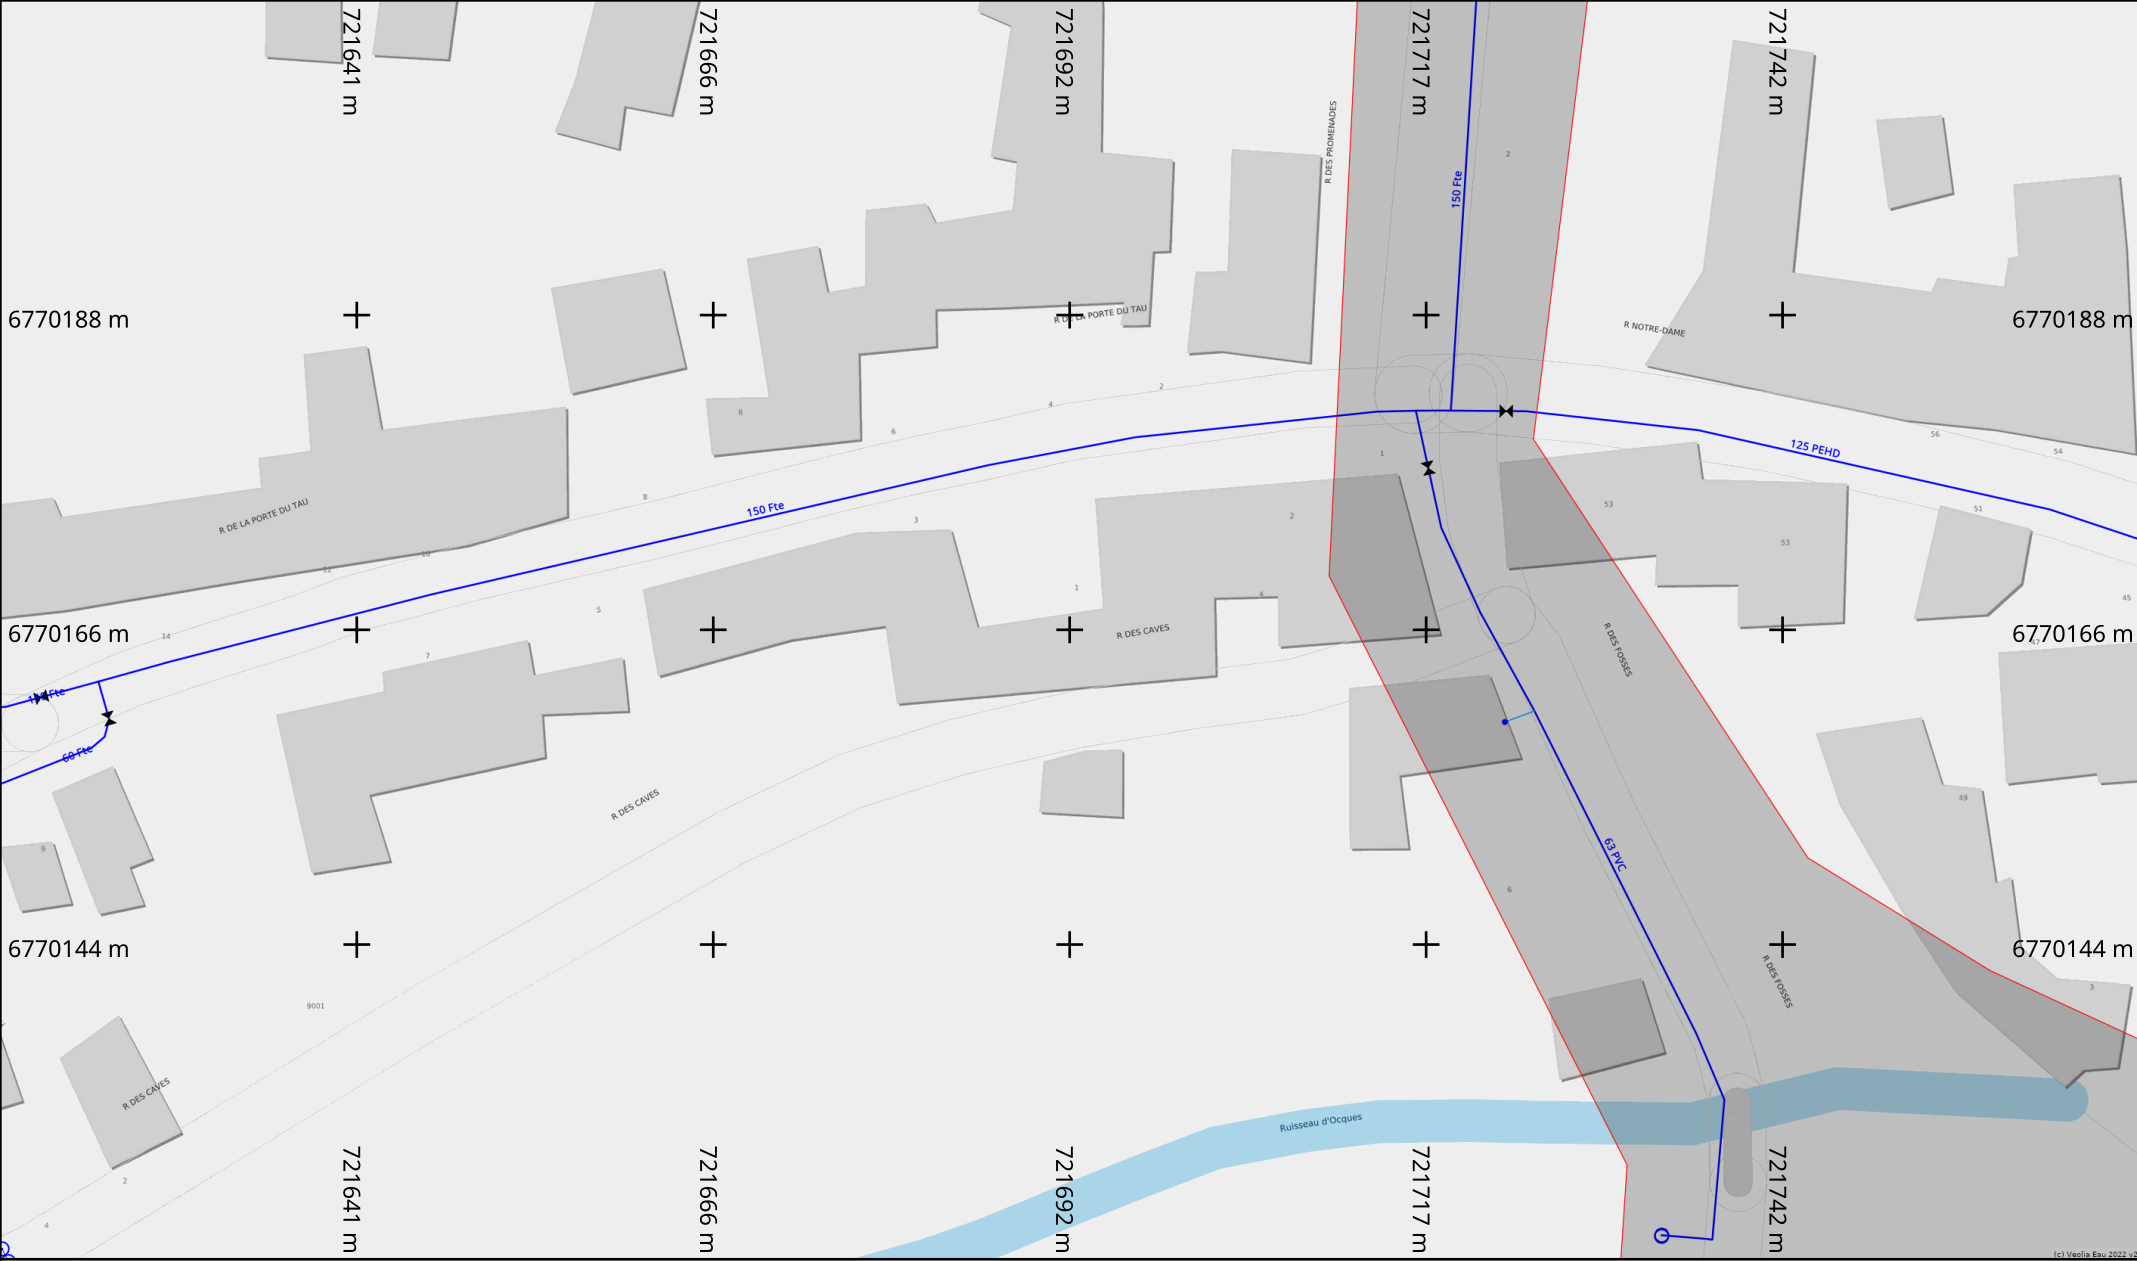 721641 m
721666 m
721692 m
721717 m
721742 m
R DES PROMENADES
2
150 Fte
6770188 m
R DE LA PORTE DU TAU
R NOTRE-DAME
6770188 m
2
4
6
6
56
54
1
125 PEHD
8
150 Fte
R DE LA PORTE DU TAU
3
2
53
51
53
10
12
1
4
5
45
14
6770166 m
R DES CAVES
6770166 m
47
R DES FOSSES
7
60 Fte
R DES CAVES
49
9
63 PVC
6
6770144 m
6770144 m
R DES FOSSES
3
9001
R DES CAVES
Ruisseau d'Ocques
2
4
721641 m
721666 m
721692 m
721717 m
721742 m